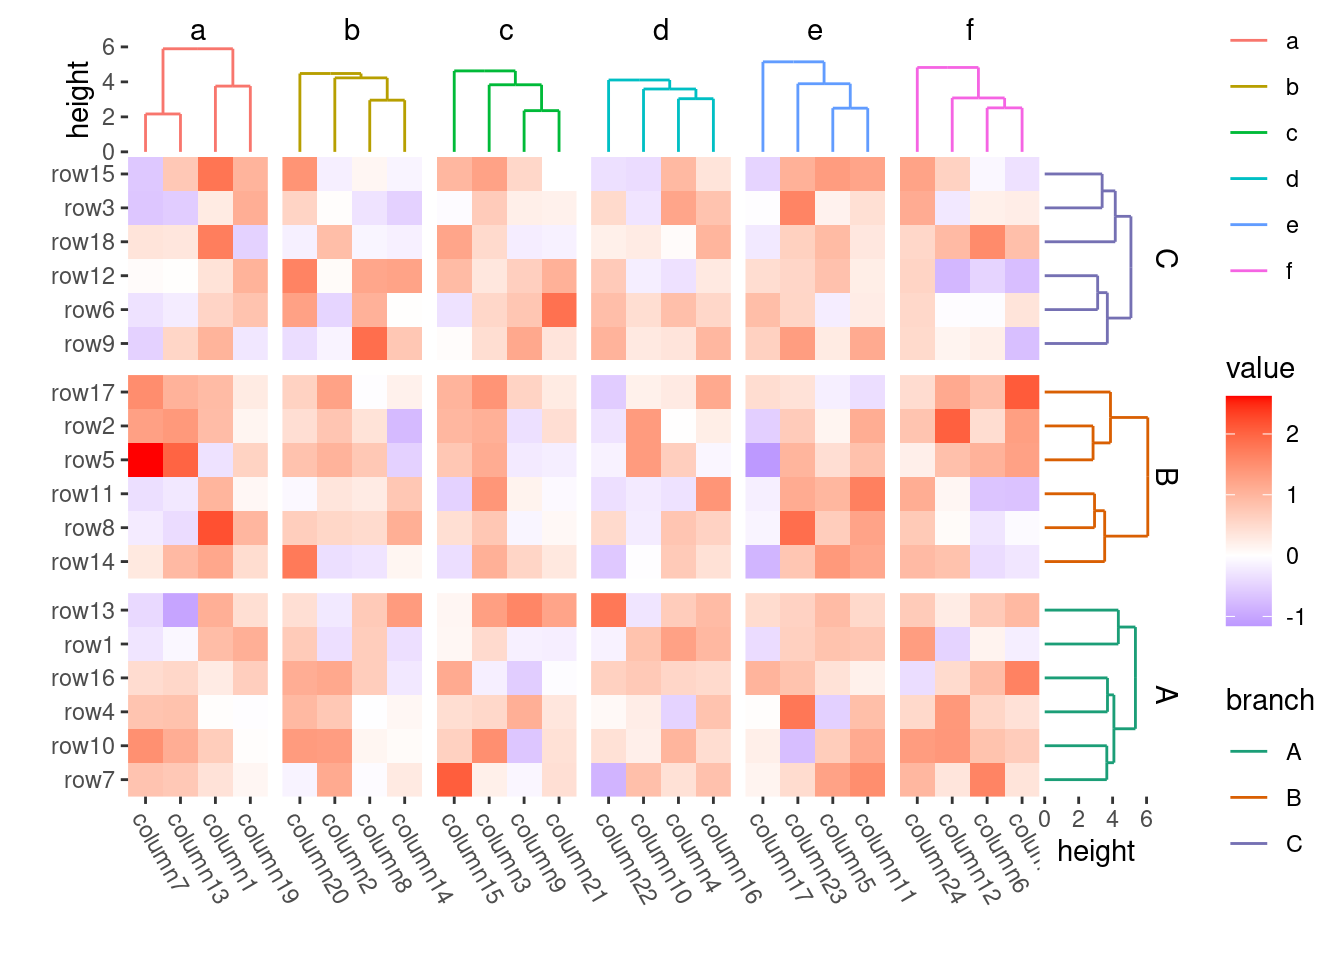 a b c d e f
height
6
4
2
0
row15
row3
row18
row12
row6
row9
row17
row2
row5
row11
row8
row14
row13
row1
row16
row4
row10
row7
C
B
A
column7 column13 column1 column19 column20 column2 column8 column14 column15 column3 column9 column21 column22 column10 column4 column16 column17 column23 column5 column11 column24 column12 column6
0 2 4 6
height
a
b
c
d
e
f
value
2
1
0
-1
branch
A
B
C